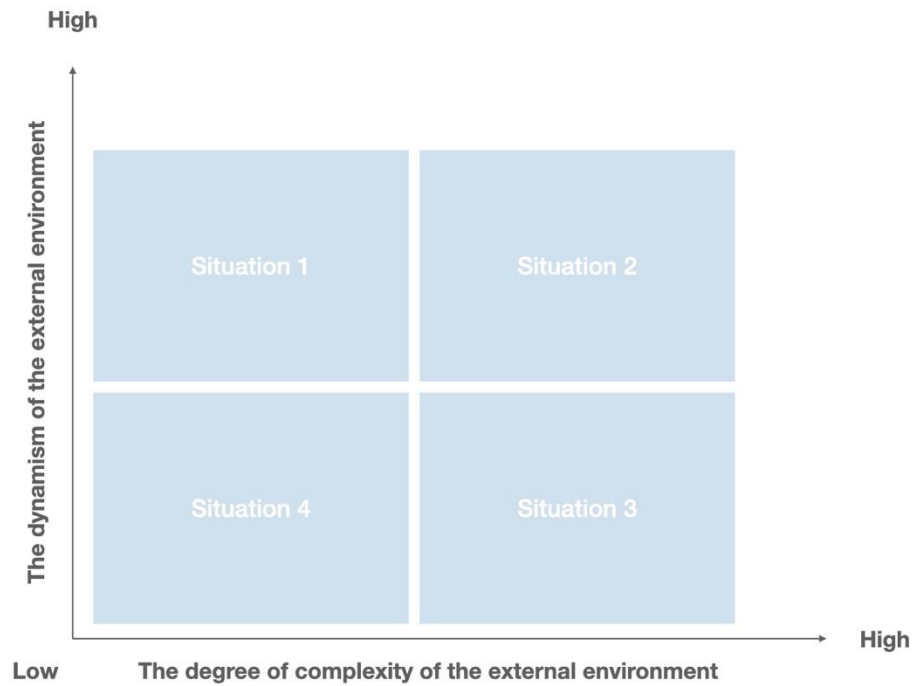 High
The dynamism of the external environment
Situation 1
Situation 2
Situation 4
Situation 3
High
Low
The degree of complexity of the external environment